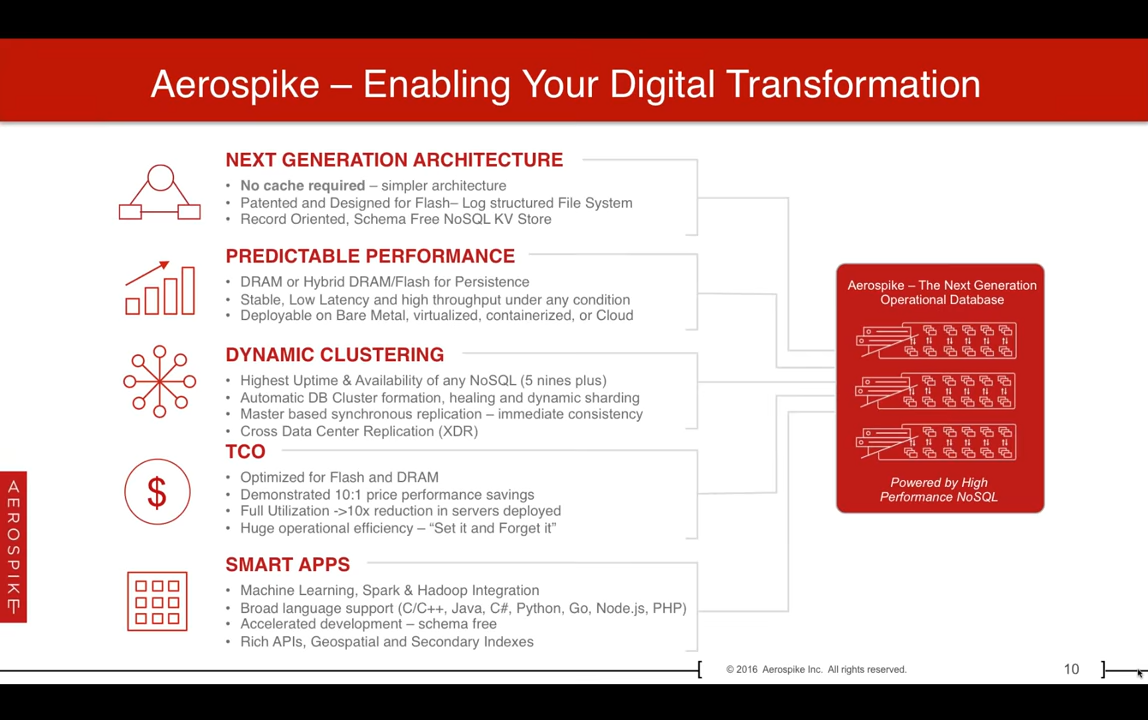 Aerospike – Enabling Your Digital Transformation
NEXT GENERATION ARCHITECTURE
• No cache required – simpler architecture
• Patented and Designed for Flash– Log structured File System
• Record Oriented, Schema Free NoSQL KV Store
PREDICTABLE PERFORMANCE
• DRAM or Hybrid DRAM/Flash for Persistence
• Stable, Low Latency and high throughput under any condition
• Deployable on Bare Metal, virtualized, containerized, or Cloud
DYNAMIC CLUSTERING
• Highest Uptime & Availability of any NoSQL (5 nines plus)
• Automatic DB Cluster formation, healing and dynamic sharding
• Master based synchronous replication – immediate consistency
• Cross Data Center Replication (XDR)
TCO
$
• Optimized for Flash and DRAM
• Demonstrated 10:1 price performance savings
• Full Utilization ->10x reduction in servers deployed
• Huge operational efficiency – “Set it and Forget it”
SMART APPS
• Machine Learning, Spark & Hadoop Integration
• Broad language support (C/C++, Java, C#, Python, Go, Node.js, PHP)
• Accelerated development – schema free
• Rich APIs, Geospatial and Secondary Indexes
Aerospike – The Next Generation
Operational Database
Powered by High
Performance NoSQL
AEROSPIKE
© 2016 Aerospike Inc. All rights reserved.
10